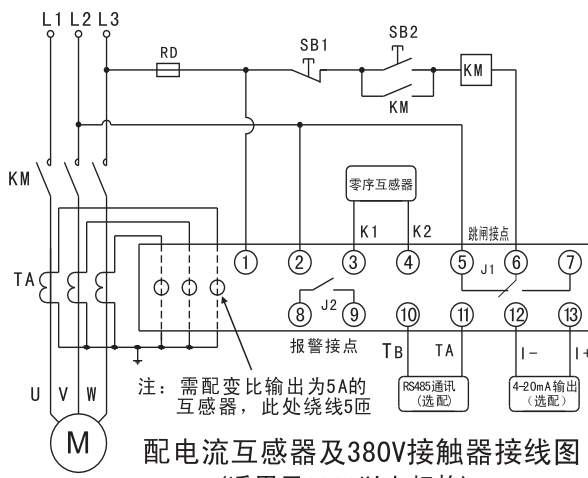 L1 L2 L3
RD
SB1
SB2
KM
KM
KM
零序互感器
K1
K2
跳闸接点
TA
1
2
3
4
5
6
7
J1
J2
8
9
10
11
12
13
报警接点
TB
TA
I-
I+
RS485通讯
(选配)
4-20mA输出
(选配)
U V W
M
注：需配变比输出为5A的
互感器，此处绕线5匝
配电流互感器及380V接触器接线图